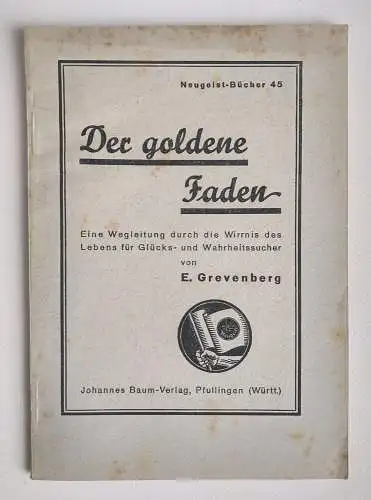 Neugeist-Bücher 45
Der goldene
Faden
Eine Wegleitung durch die Wirrnis des
Lebens für Glücks- und Wahrheitssucher
von
E. Grevenberg
Johannes Baum-Verlag, Pfullingen (Württ.)